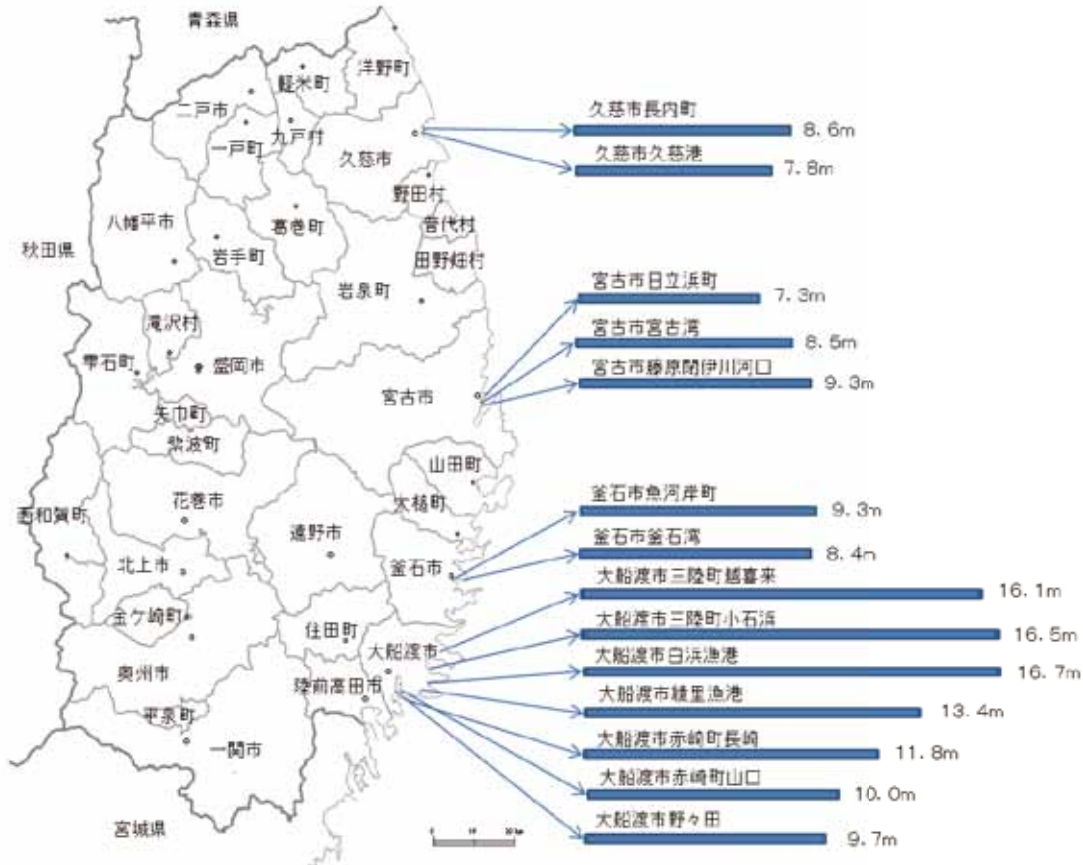 青森県
洋野町
軽米町
二戸市
九戸村
一戸町
久慈市
野田村
普代村
田野畑村
八幡平市
葛巻町
秋田県
岩手町
岩泉町
滝沢村
雫石町
盛岡市
宮古市
矢巾町
紫波町
山田町
大槌町
花巻市
西和賀町
遠野市
釜石市
北上市
金ケ崎町
住田町
大船渡市
奥州市
陸前高田市
平泉町
一関市
宮城県
久慈市長内町
8.6m
久慈市久慈港
7.8m
宮古市日立浜町
7.3m
宮古市宮古湾
8.5m
宮古市藤原閉伊川河口
9.3m
釜石市魚河岸町
9.3m
釜石市釜石湾
8.4m
大船渡市三陸町越喜来
16.1m
大船渡市三陸町小石浜
16.5m
大船渡市白浜漁港
16.7m
大船渡市綾里漁港
13.4m
大船渡市赤崎町長崎
11.8m
大船渡市赤崎町山口
10.0m
大船渡市野々田
9.7m